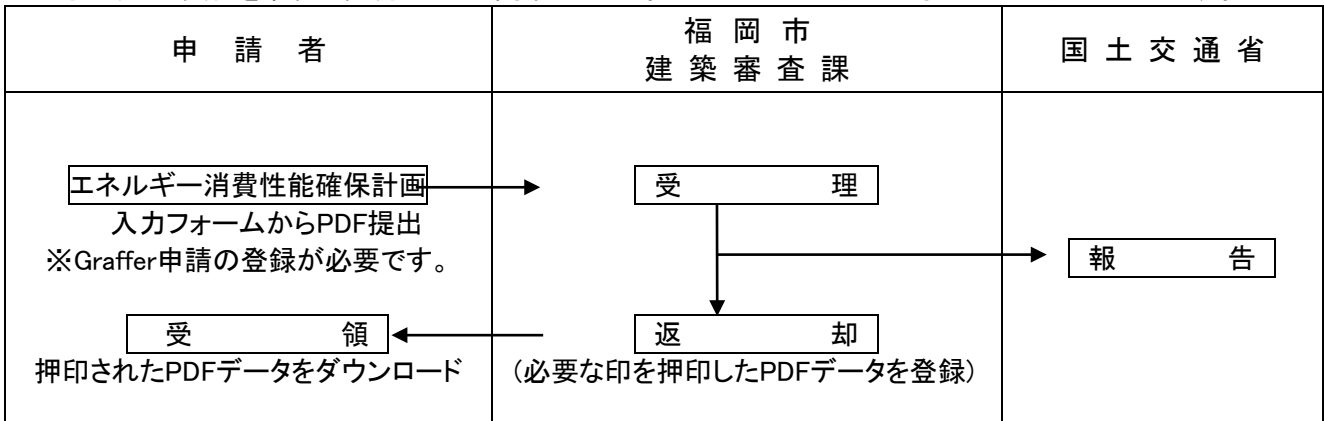 申　請　者
福　岡　市
建　築　審　査　課
国　土　交　通　省
エネルギー消費性能確保計画
入力フォームからPDF提出
※Graffer申請の登録が必要です。
受　　　　理
報　　　　告
受　　　　領
押印されたPDFデータをダウンロード
返　　　　却
（必要な印を押印したPDFデータを登録）